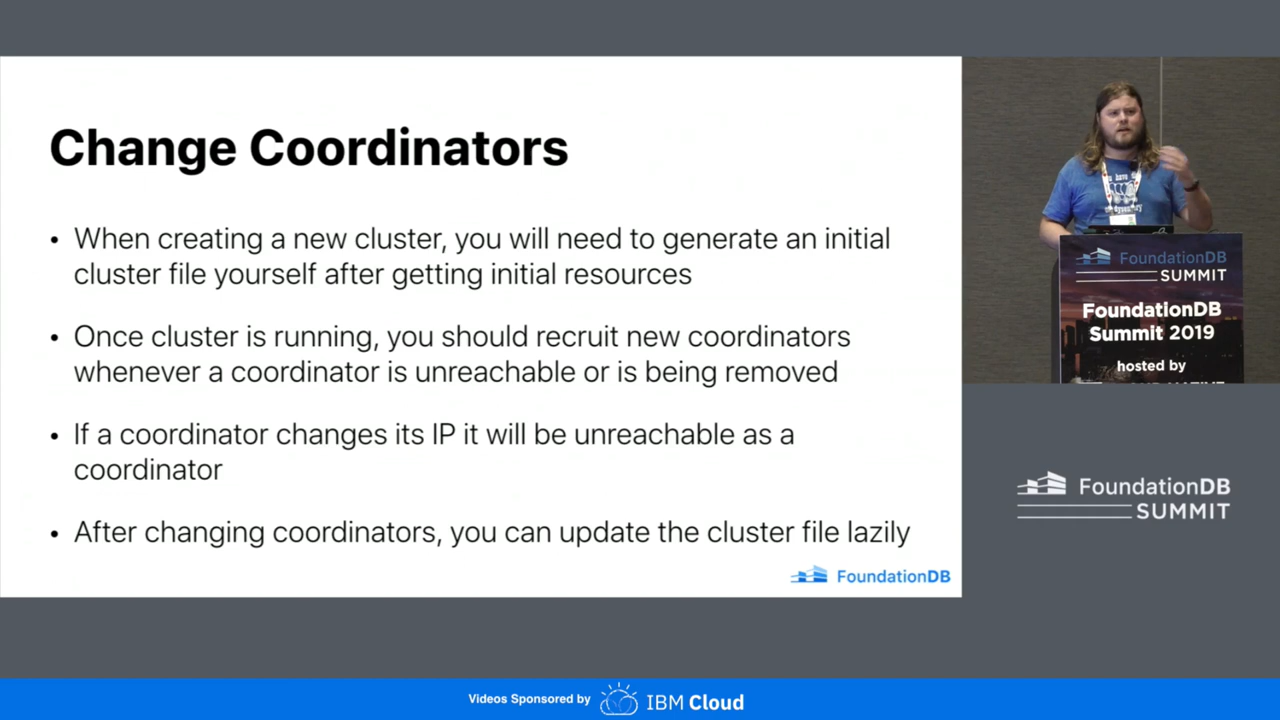 Change Coordinators
• When creating a new cluster, you will need to generate an initial
cluster file yourself after getting initial resources
• Once cluster is running, you should recruit new coordinators
whenever a coordinator is unreachable or is being removed
• If a coordinator changes its IP it will be unreachable as a
coordinator
• After changing coordinators, you can update the cluster file lazily
FoundationDB
FoundationDB
SUMMIT
FoundationDB
Summit 2019
hosted by
FoundationDB
SUMMIT
Videos Sponsored by IBM Cloud